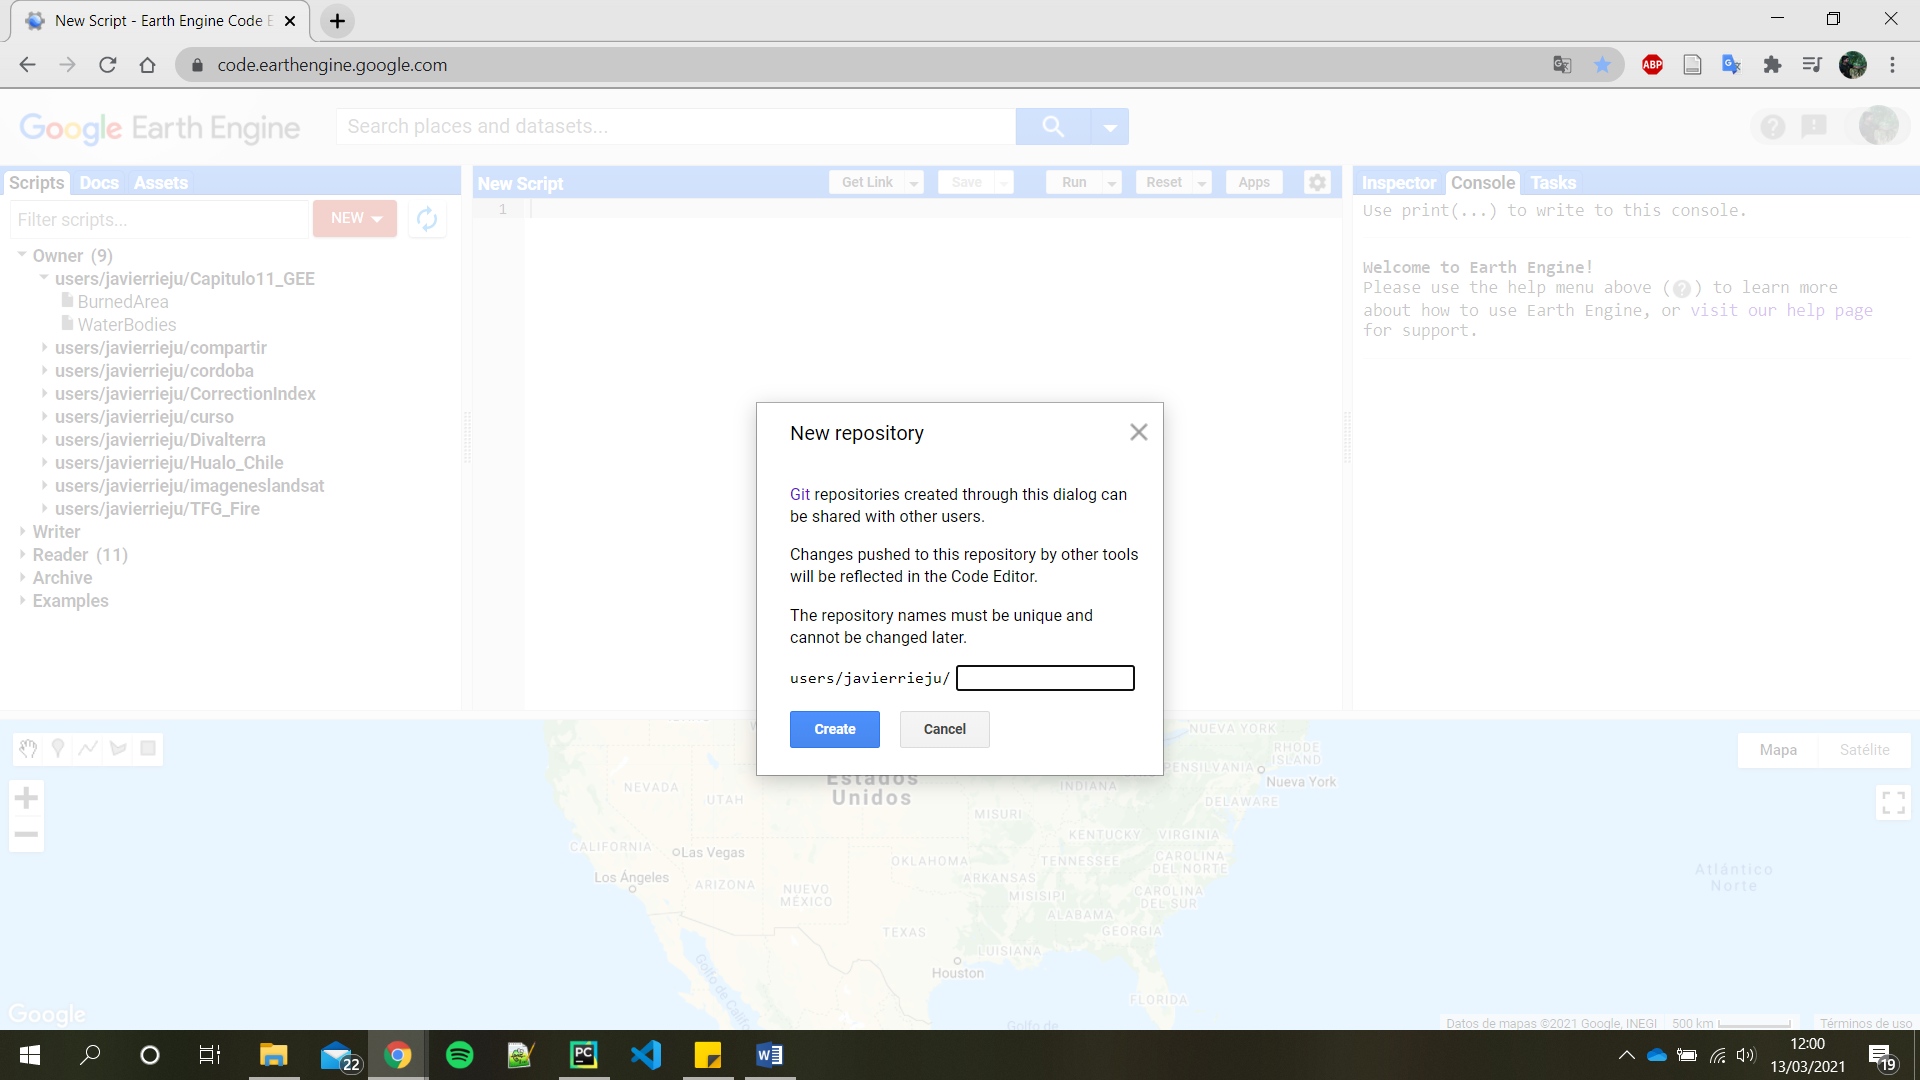 New Script - Earth Engine Code E
code.earthengine.google.com
ABP
Google Earth Engine
Search places and datasets...
Scripts Docs Assets
New Script
Get Link
Save
Run
Reset
Apps
Inspector Console Tasks
Filter scripts...
NEW
1
Owner (9)
users/javierrieju/Capitulo11_GEE
BurnedArea
WaterBodies
users/javierrieju/compartir
users/javierrieju/cordoba
users/javierrieju/CorrectionIndex
users/javierrieju/curso
users/javierrieju/Divalterra
users/javierrieju/Hualo_Chile
users/javierrieju/imageneslandsat
users/javierrieju/TFG_Fire
Writer
Reader (11)
Archive
Examples
Use print(...) to write to this console.
Welcome to Earth Engine!
Please use the help menu above (?) to learn more
about how to use Earth Engine, or visit our help page
for support.
New repository
Git repositories created through this dialog can
be shared with other users.
Changes pushed to this repository by other tools
will be reflected in the Code Editor.
The repository names must be unique and
cannot be changed later.
users/javierrieju/
Create
Cancel
Mapa
Satélite
NUEVA YORK
RHODE
ISLAND
PENSILVANIA
Nueva York
Estados
Unidos
NEVADA
UTAH
INDIANA
DELAWARE
MISURI
KENTUCKY
VIRGINIA
CALIFORNIA
Las Vegas
OKLAHOMA
TENNESSEE
CAROLINA
DEL NORTE
Los Ángeles
ARIZONA
NUEVO
MÉXICO
ARKANSAS
MISISIPI
CAROLINA
DEL SUR
ALABAMA
TEXAS
GEORGIA
LUISIANA
Houston
FLORIDA
Golfo de
Golfo de Califo
Atlántico
Norte
Google
Datos de mapas ©2021 Google, INEGI
500 km
Términos de uso
22
PC
12:00
13/03/2021
19